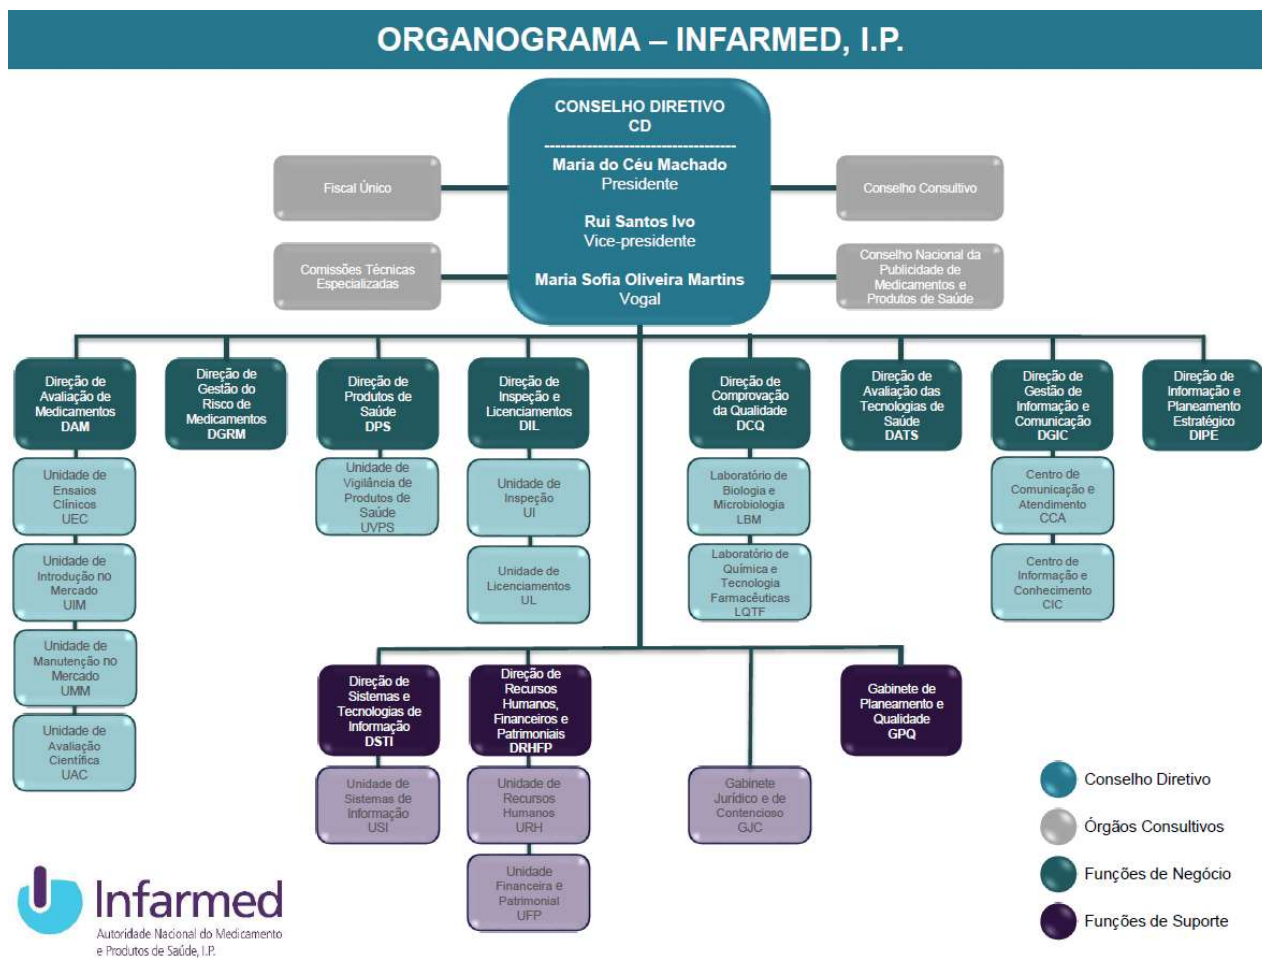 ORGANOGRAMA – INFARMED, I.P.
CONSELHO DIRETIVO
CD
------------------------------------
Maria do Céu Machado
Presidente
Rui Santos Ivo
Vice-presidente
Maria Sofia Oliveira Martins
Vogal
Fiscal Único
Comissões Técnicas
Especializadas
Conselho Consultivo
Conselho Nacional da
Publicidade de
Medicamentos e
Produtos de Saúde
Direção de
Avaliação de
Medicamentos
DAM
Direção de
Gestão do
Risco de
Medicamentos
DGRM
Direção de
Produtos de
Saúde
DPS
Direção de
Inspeção e
Licenciamentos
DIL
Direção de
Comprovação
da Qualidade
DCQ
Direção de
Avaliação das
Tecnologias de
Saúde
DATS
Direção de
Gestão de
Informação e
Comunicação
DGIC
Direção de
Informação e
Planeamento
Estratégico
DIPE
Unidade de
Ensaios
Clínicos
UEC
Unidade de
Introdução no
Mercado
UIM
Unidade de
Manutenção no
Mercado
UMM
Unidade de
Avaliação
Científica
UAC
Unidade de
Vigilância de
Produtos de
Saúde
UVPS
Unidade de
Inspeção
UI
Unidade de
Licenciamentos
UL
Laboratório de
Biologia e
Microbiologia
LBM
Laboratório de
Química e
Tecnologia
Farmacêuticas
LQTF
Centro de
Comunicação e
Atendimento
CCA
Centro de
Informação e
Conhecimento
CIC
Direção de
Sistemas e
Tecnologias de
Informação
DSTI
Direção de
Recursos
Humanos,
Financeiros e
Patrimoniais
DRHFP
Gabinete de
Planeamento e
Qualidade
GPQ
Unidade de
Sistemas de
Informação
USI
Unidade de
Recursos
Humanos
URH
Unidade
Financeira e
Patrimonial
UFP
Gabinete
Jurídico e de
Contencioso
GJC
Conselho Diretivo
Órgãos Consultivos
Funções de Negócio
Funções de Suporte
Infarmed
Autoridade Nacional do Medicamento
e Produtos de Saúde, I.P.